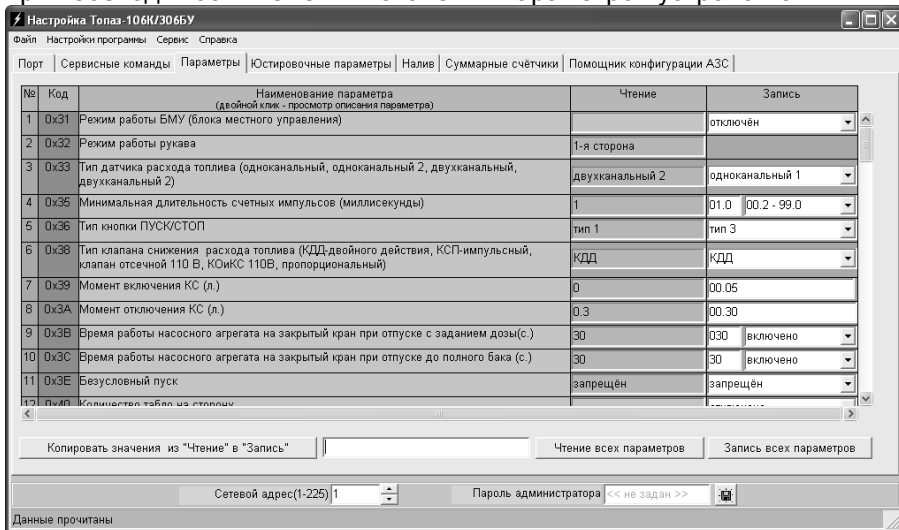 Настройка Топаз-106К/306БУ
Файл Настройки программы Сервис Справка
Порт Сервисные команды Параметры Юстировочные параметры Налив Суммарные счётчики Помощник конфигурации АЗС
№ Код Наименование параметра Чтение Запись
(двойной клик - просмотр описания параметра)
1 0x31 Режим работы БМУ (блока местного управления) отключён
2 0x32 Режим работы рукава 1-я сторона
3 0x33 Тип датчика расхода топлива (одноканальный, одноканальный 2, двухканальный, двухканальный 2) двухканальный 2 одноканальный 1
4 0x35 Минимальная длительность счетных импульсов (миллисекунды) 1 01.0 00.2 - 99.0
5 0x36 Тип кнопки ПУСК/СТОП тип 1 тип 3
6 0x38 Тип клапана снижения расхода топлива (КДД-двойного действия, КСП-импульсный, клапан отсечной 110 В, КОиКС 110В, пропорциональный) КДД КДД
7 0x39 Момент включения КС (л.) 0 00.05
8 0x3A Момент отключения КС (л.) 0.3 00.30
9 0x3B Время работы насосного агрегата на закрытый кран при отпуске с заданием дозы(с.) 30 030 включено
10 0x3C Время работы насосного агрегата на закрытый кран при отпуске до полного бака (с.) 30 30 включено
11 0x3E Безусловный пуск запрещён запрещён
12 0x40 Количество табло на сторону
Копировать значения из "Чтение" в "Запись" Чтение всех параметров Запись всех параметров
Сетевой адрес(1-225) 1 Пароль администратора << не задан >>
Данные прочитаны